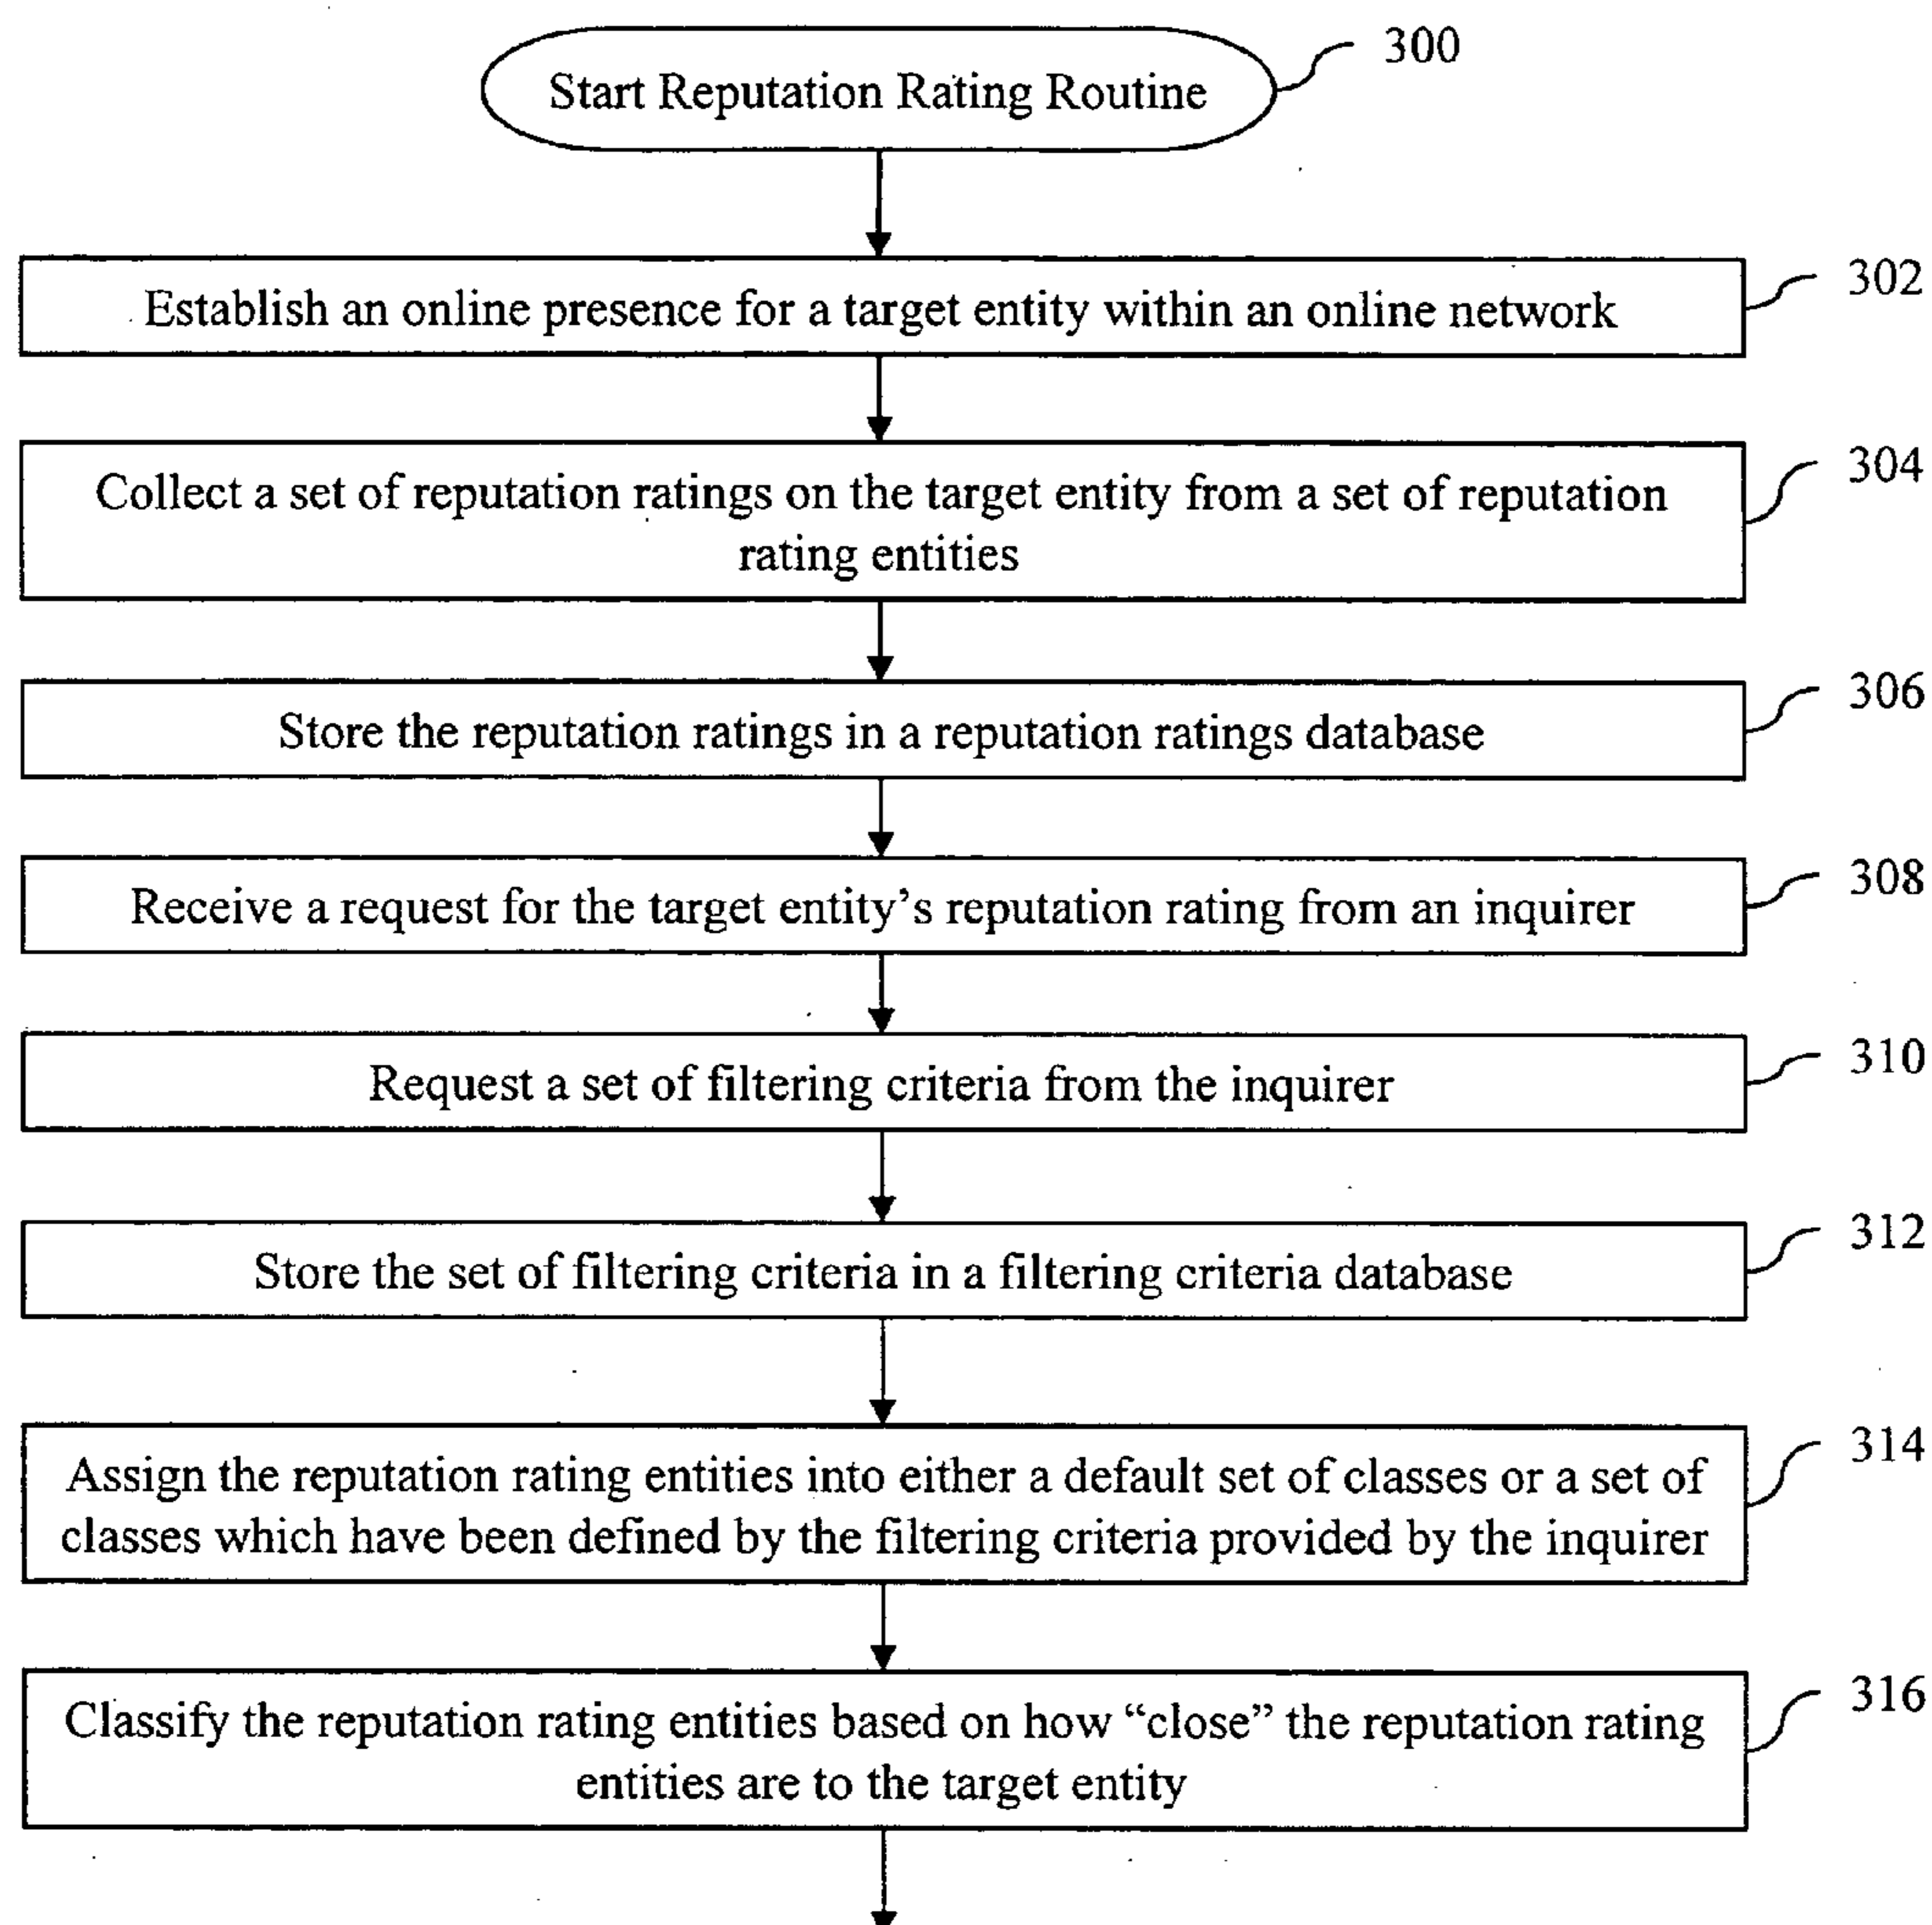 300
Start Reputation Rating Routine
302
Establish an online presence for a target entity within an online network
304
Collect a set of reputation ratings on the target entity from a set of reputation
rating entities
306
Store the reputation ratings in a reputation ratings database
308
Receive a request for the target entity’s reputation rating from an inquirer
310
Request a set of filtering criteria from the inquirer
312
Store the set of filtering criteria in a filtering criteria database
314
Assign the reputation rating entities into either a default set of classes or a set of
classes which have been defined by the filtering criteria provided by the inquirer
316
Classify the reputation rating entities based on how “close” the reputation rating
entities are to the target entity